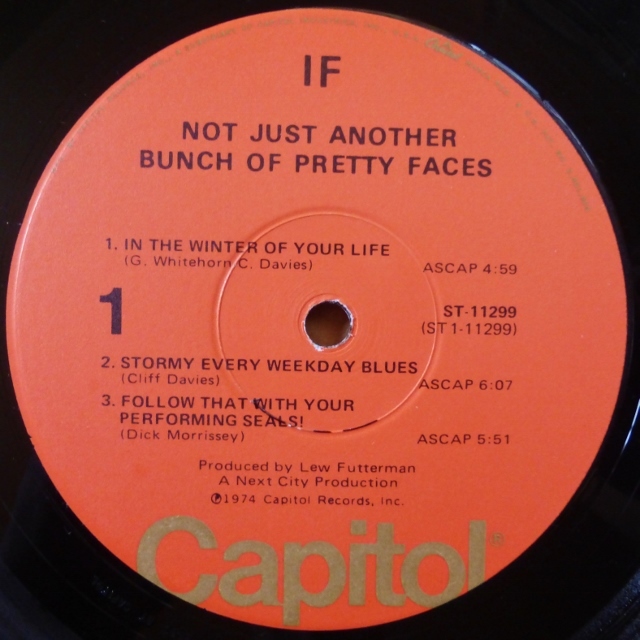 IF
NOT JUST ANOTHER
BUNCH OF PRETTY FACES
1. IN THE WINTER OF YOUR LIFE
(G. Whitehorn C. Davies)
ASCAP 4:59
1
ST-11299
(ST 1-11299)
2. STORMY EVERY WEEKDAY BLUES
(Cliff Davies)
ASCAP 6:07
3. FOLLOW THAT WITH YOUR
PERFORMING SEALS!
(Dick Morrissey)
ASCAP 5:51
Produced by Lew Futterman
A Next City Production
℗1974 Capitol Records, Inc.
Capitol®